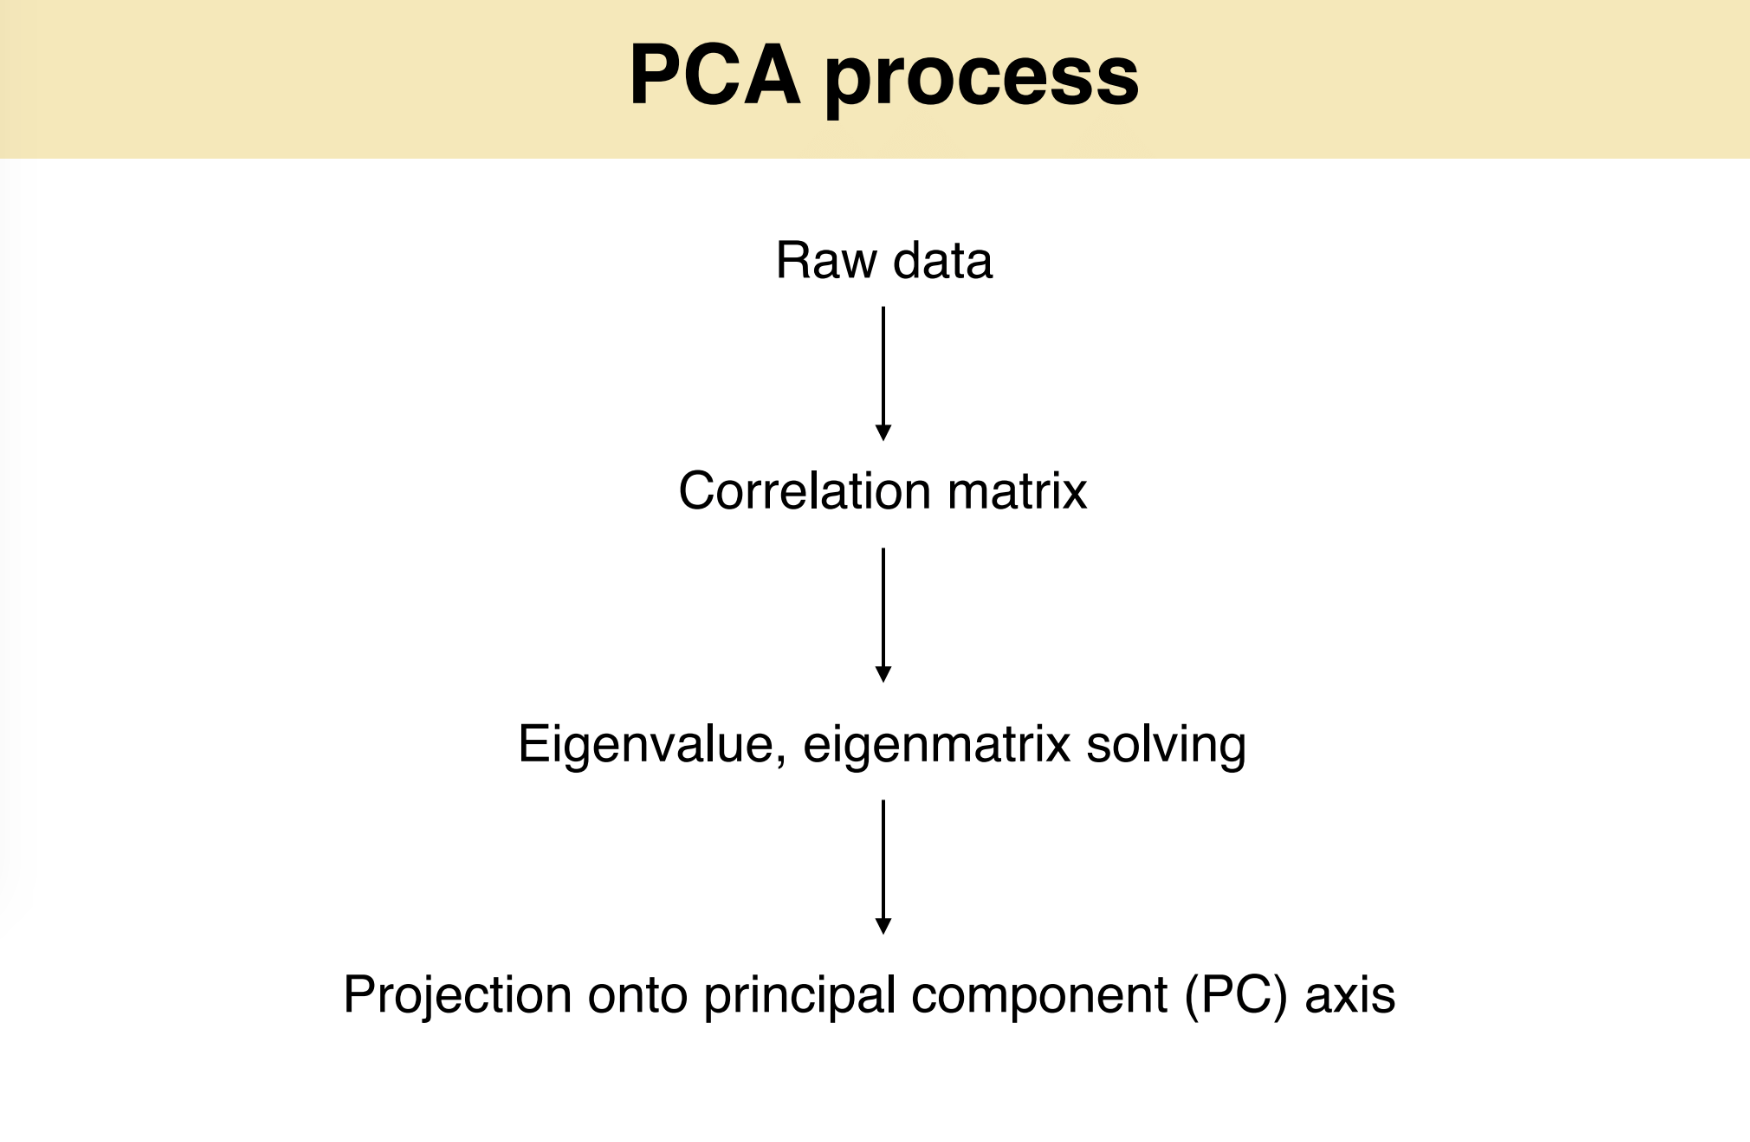 PCA process
Raw data
Correlation matrix
Eigenvalue, eigenmatrix solving
Projection onto principal component (PC) axis